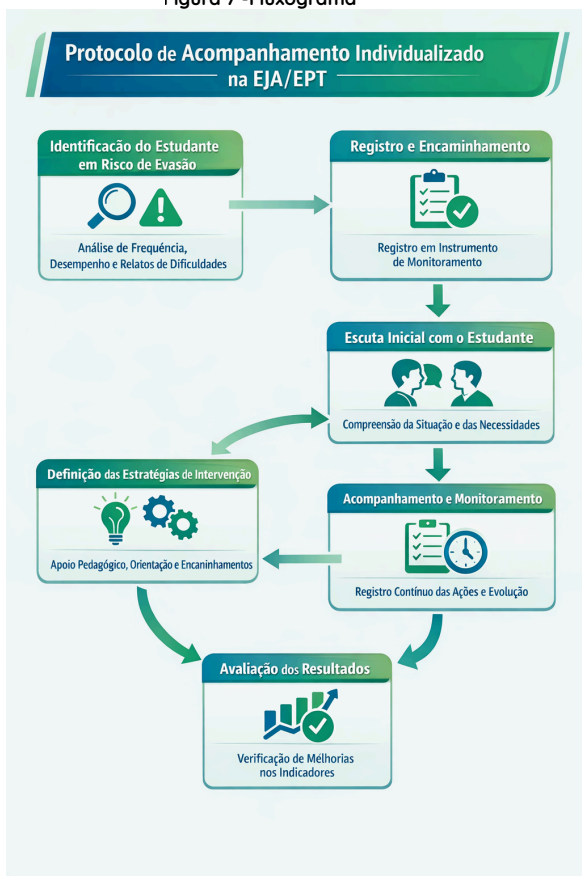 Figura 7 -Fluxograma
Protocolo de Acompanhamento Individualizado
na EJA/EPT
Identificacão do Estudante
em Risco de Evasão
Análise de Frequência,
Desempenho e Relatos de Dificuldades
Registro e Encaminhamento
Registro em Instrumento
de Monitoramento
Escuta Inicial com o Estudante
Compreensão da Situação e das Necessidades
Definição das Estratégias de Intervenção
Apoio Pedagógico, Orientação e Encaninhamentos
Acompanhamento e Monitoramento
Registro Contínuo das Ações e Evolução
Avaliação dos Resultados
Verificação de Mélhorias
nos Indicadores